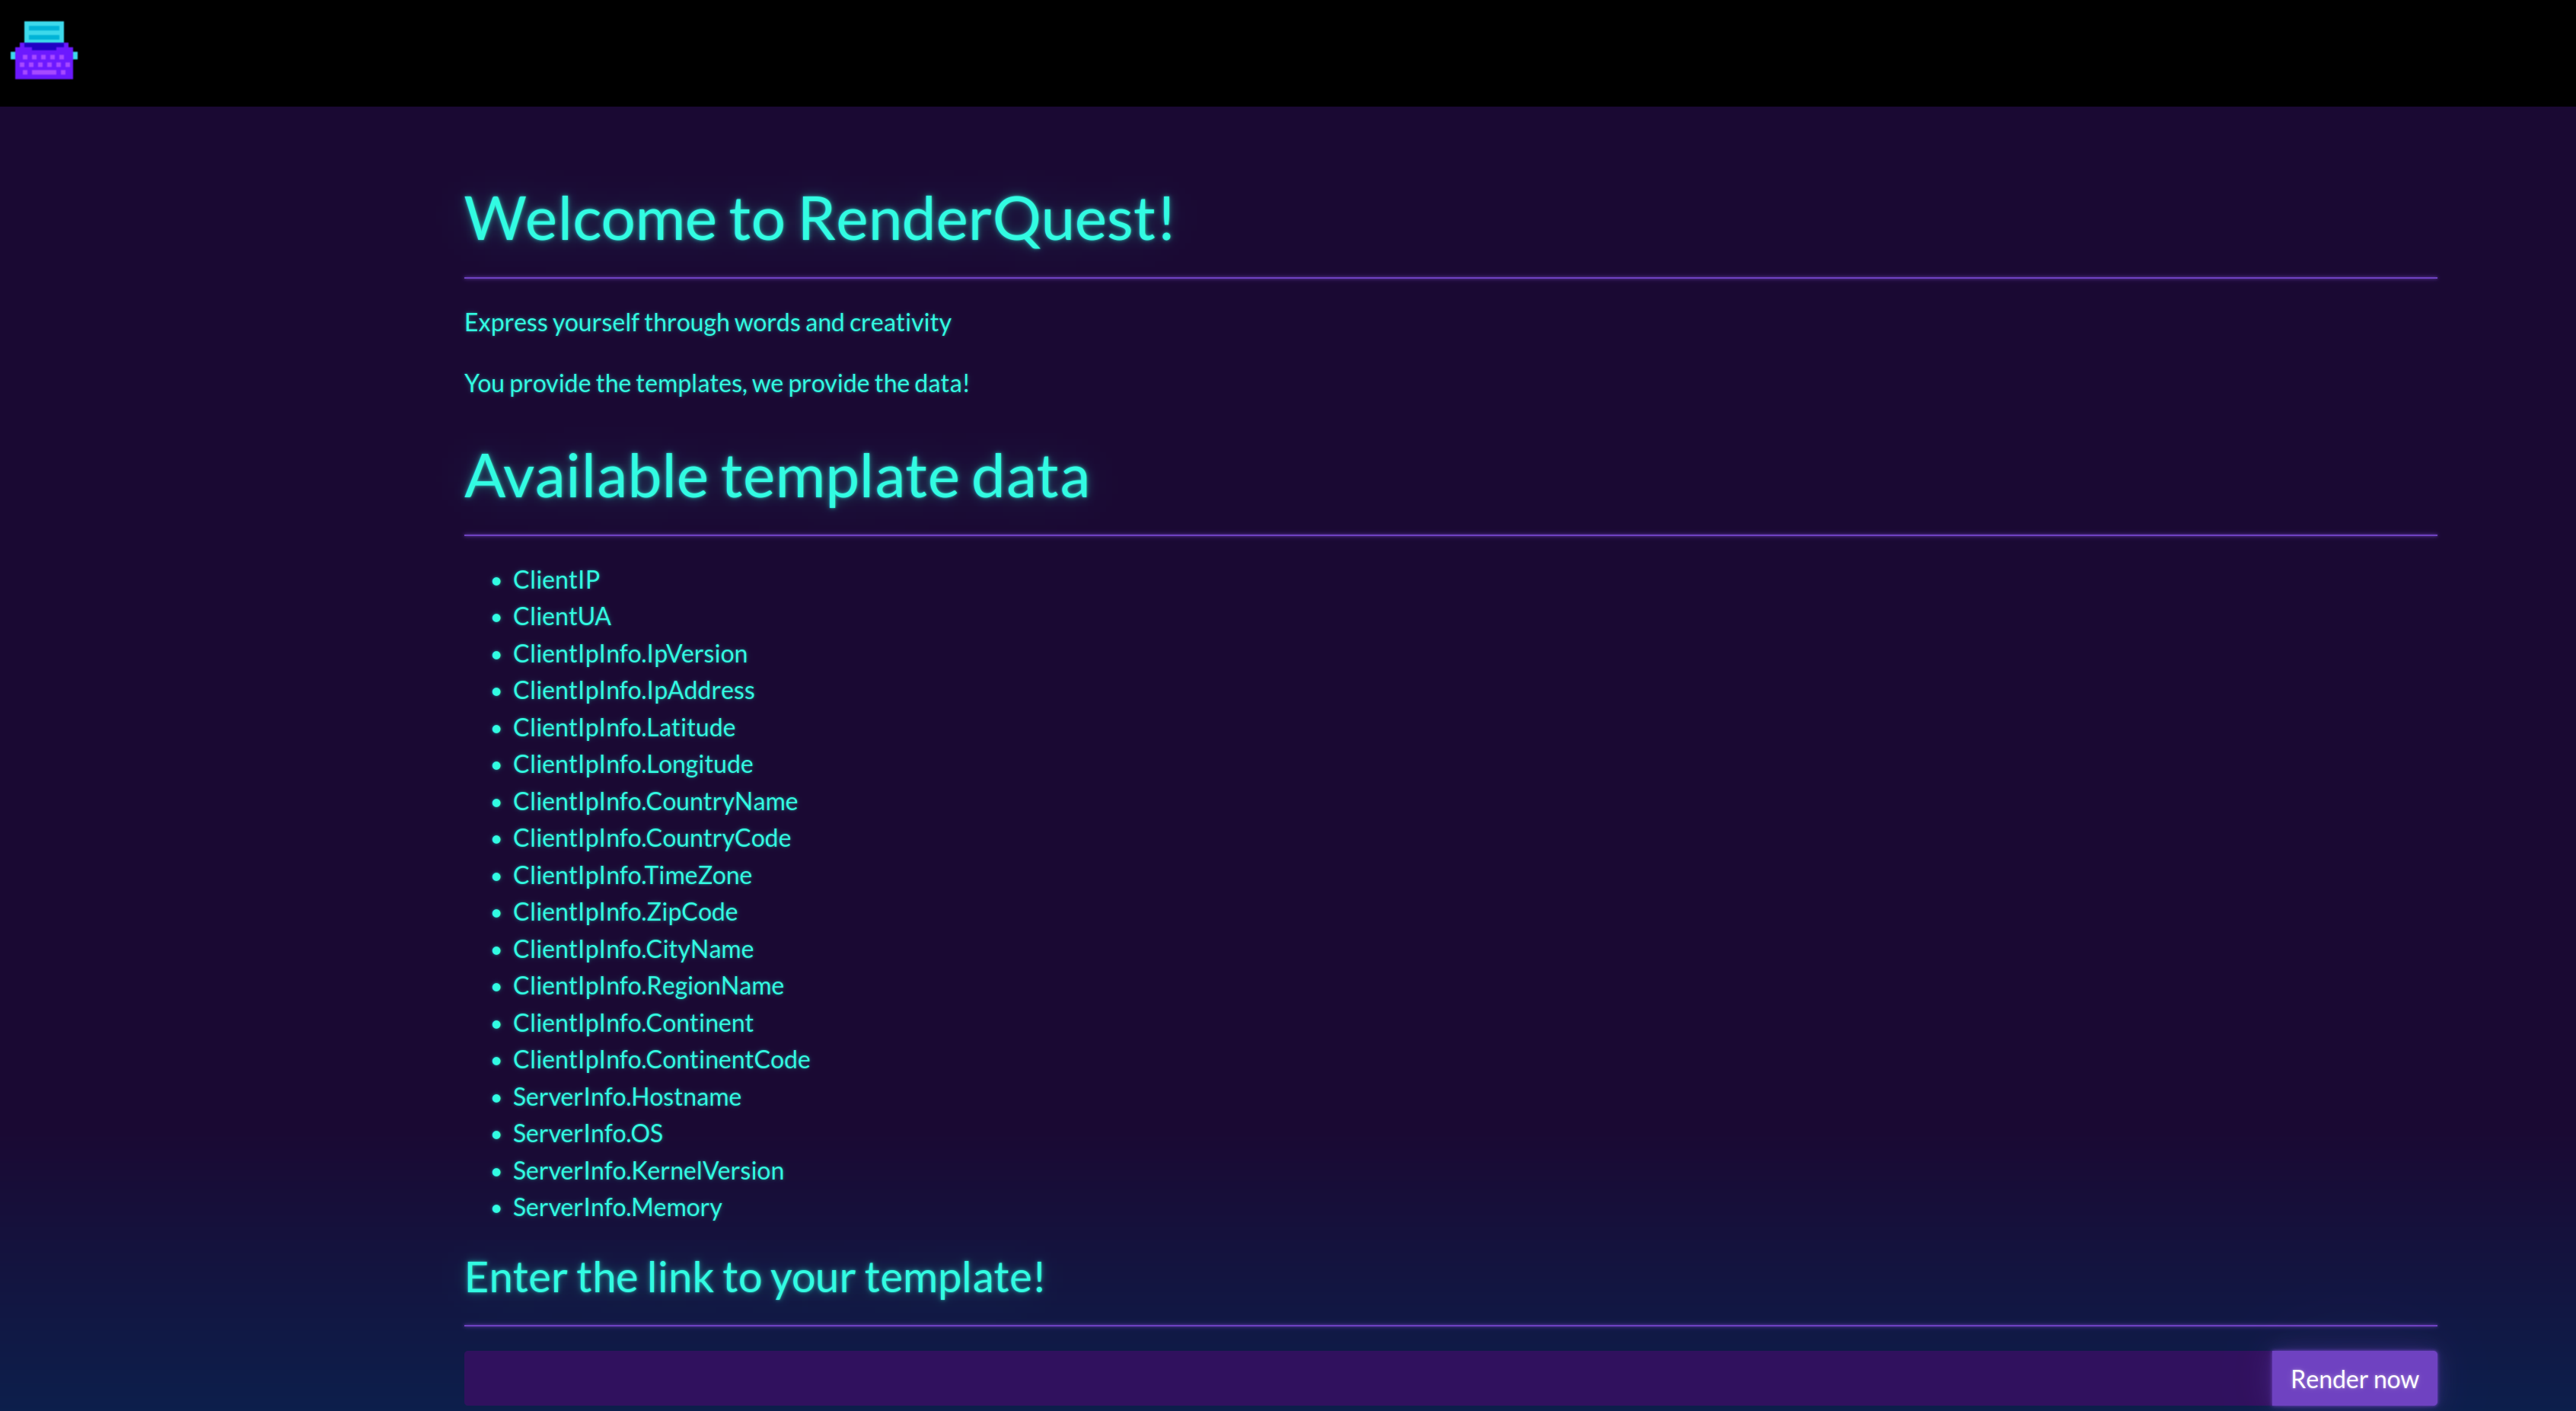 Welcome to RenderQuest!
Express yourself through words and creativity
You provide the templates, we provide the data!
Available template data
ClientIP
ClientUA
ClientIpInfo.IpVersion
ClientIpInfo.IpAddress
ClientIpInfo.Latitude
ClientIpInfo.Longitude
ClientIpInfo.CountryName
ClientIpInfo.CountryCode
ClientIpInfo.TimeZone
ClientIpInfo.ZipCode
ClientIpInfo.CityName
ClientIpInfo.RegionName
ClientIpInfo.Continent
ClientIpInfo.ContinentCode
ServerInfo.Hostname
ServerInfo.OS
ServerInfo.KernelVersion
ServerInfo.Memory
Enter the link to your template!
Render now